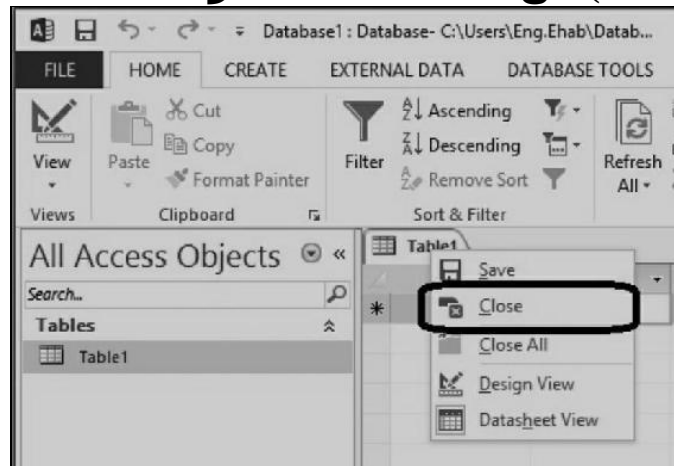 Database1 : Database- C:\Users\Eng.Ehab\Datab...
FILE HOME CREATE EXTERNAL DATA DATABASE TOOLS
View
Paste
Cut
Copy
Format Painter
Filter
Ascending
Descending
Remove Sort
Refresh
All
Views Clipboard Sort & Filter
All Access Objects
Search...
Tables
Table1
Table1
Save
Close
Close All
Design View
Datasheet View